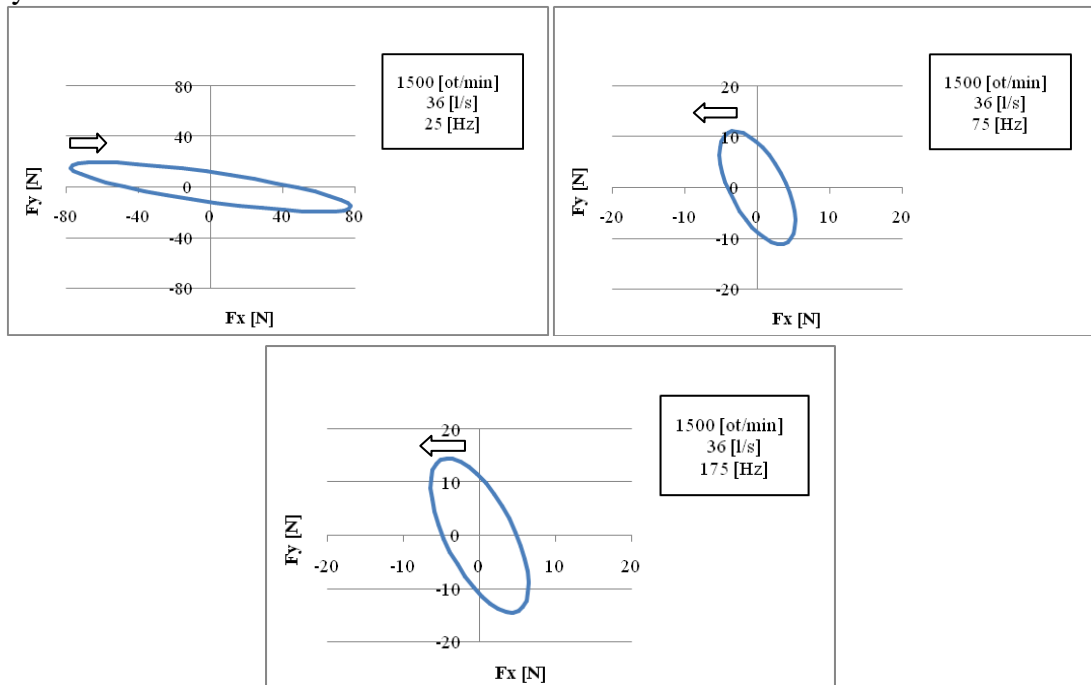 y
1500 [ot/min]
36 [l/s]
25 [Hz]
Fy [N]
80
40
0
-40
-80
-80 -40 0 40 80
Fx [N]
1500 [ot/min]
36 [l/s]
75 [Hz]
Fy [N]
20
10
0
-10
-20
-20 -10 0 10 20
Fx [N]
1500 [ot/min]
36 [l/s]
175 [Hz]
Fy [N]
20
10
0
-10
-20
-20 -10 0 10 20
Fx [N]